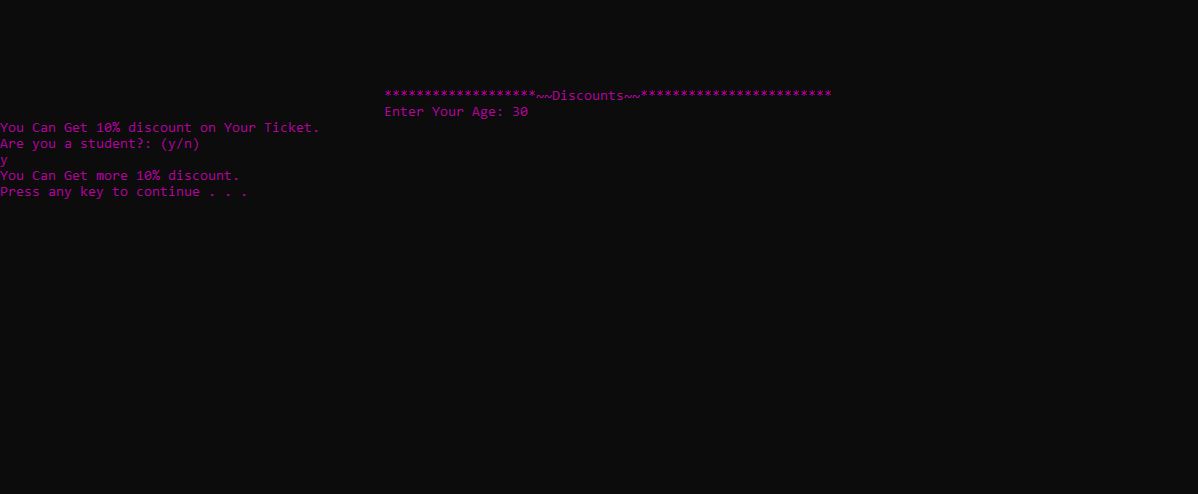 *******************~~Discounts~~************************
Enter Your Age: 30
You Can Get 10% discount on Your Ticket.
Are you a student?: (y/n)
y
You Can Get more 10% discount.
Press any key to continue . . .